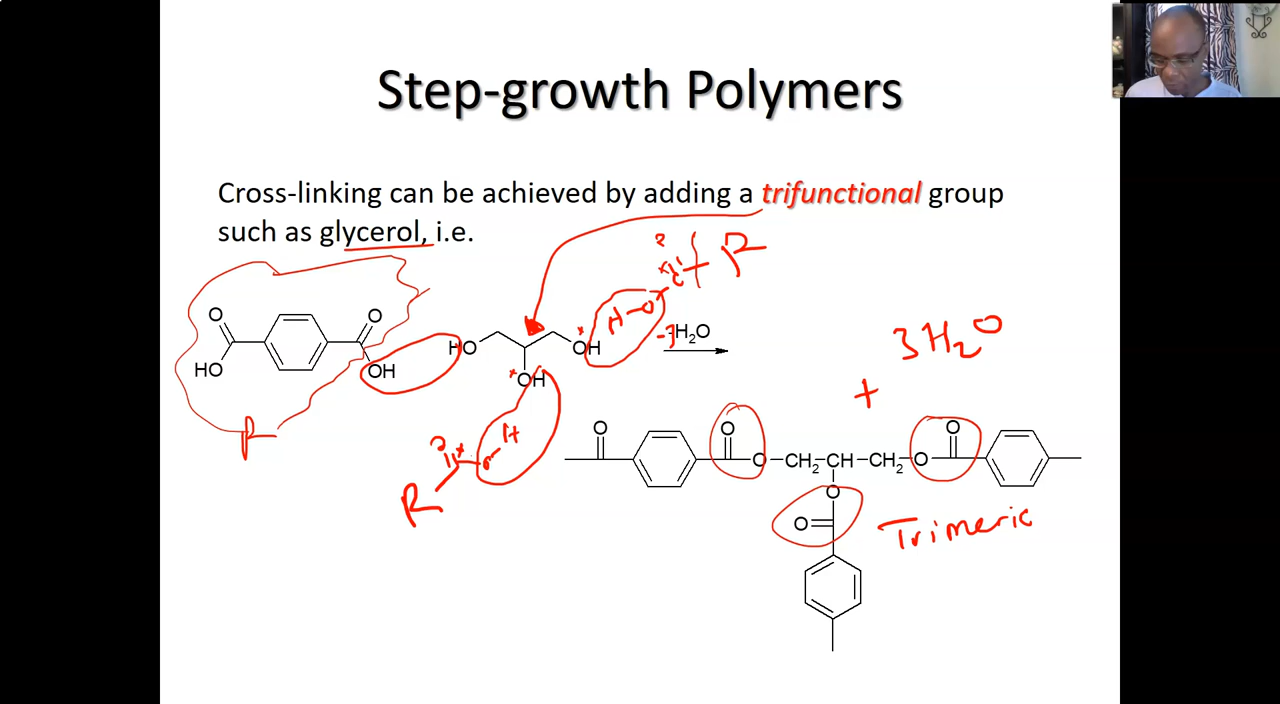 Step-growth Polymers
Cross-linking can be achieved by adding a trifunctional group
such as glycerol, i.e.
O
O
HO
OH
HO
OH
OH
-3H₂O
H-O
R
R
H
R
3H₂O
+
O
O
O
O
CH₂
CH
CH₂
O
O
O
Trimeric